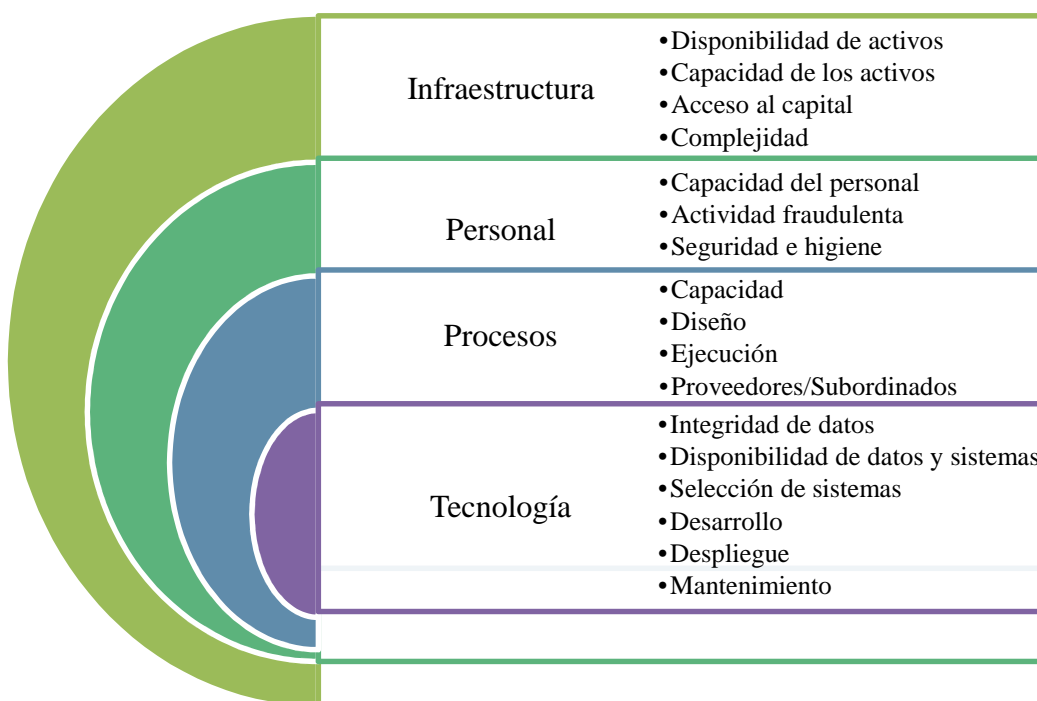 Infraestructura
•Disponibilidad de activos
•Capacidad de los activos
•Acceso al capital
•Complejidad
Personal
•Capacidad del personal
•Actividad fraudulenta
•Seguridad e higiene
Procesos
•Capacidad
•Diseño
•Ejecución
•Proveedores/Subordinados
Tecnología
•Integridad de datos
•Disponibilidad de datos y sistemas
•Selección de sistemas
•Desarrollo
•Despliegue
•Mantenimiento